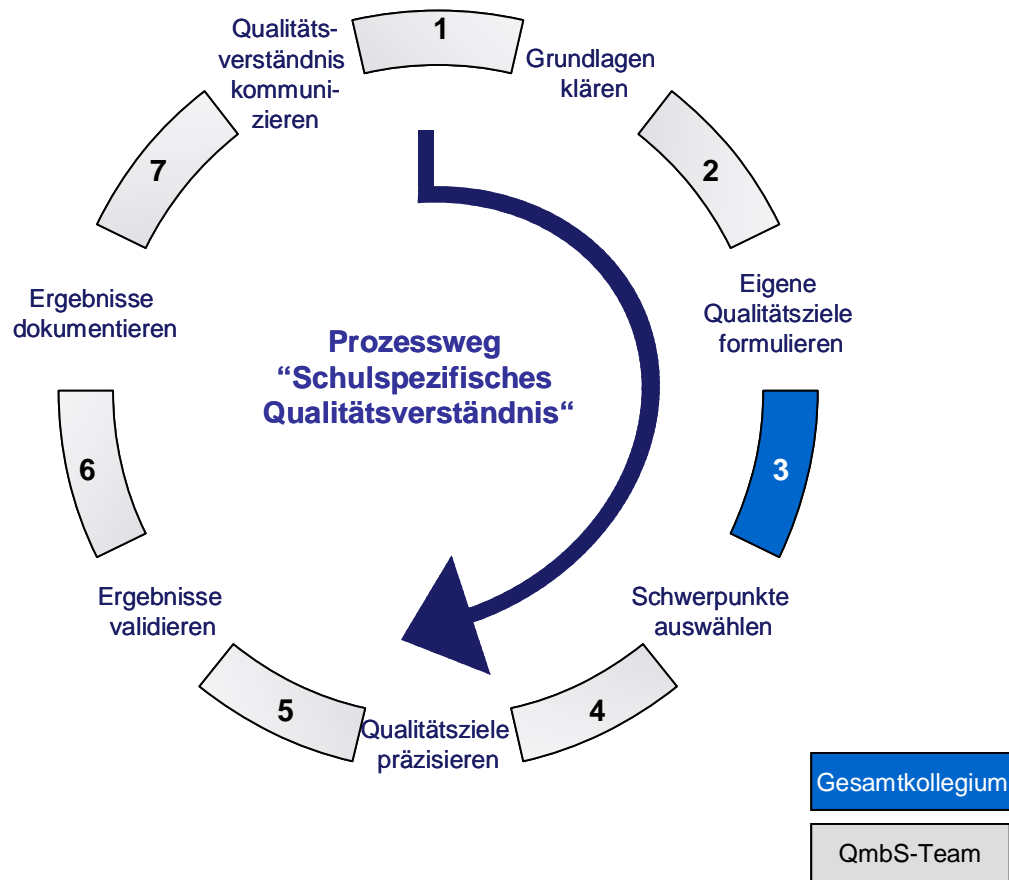 1
Grundlagen
klären
2
Eigene
Qualitätsziele
formulieren
3
Schwerpunkte
auswählen
4
Qualitätsziele
präzisieren
5
Ergebnisse
validieren
6
Ergebnisse
dokumentieren
7
Qualitäts-
verständnis
kommuni-
zieren
Prozessweg
“Schulspezifisches
Qualitätsverständnis“
Gesamtkollegium
QmbS-Team